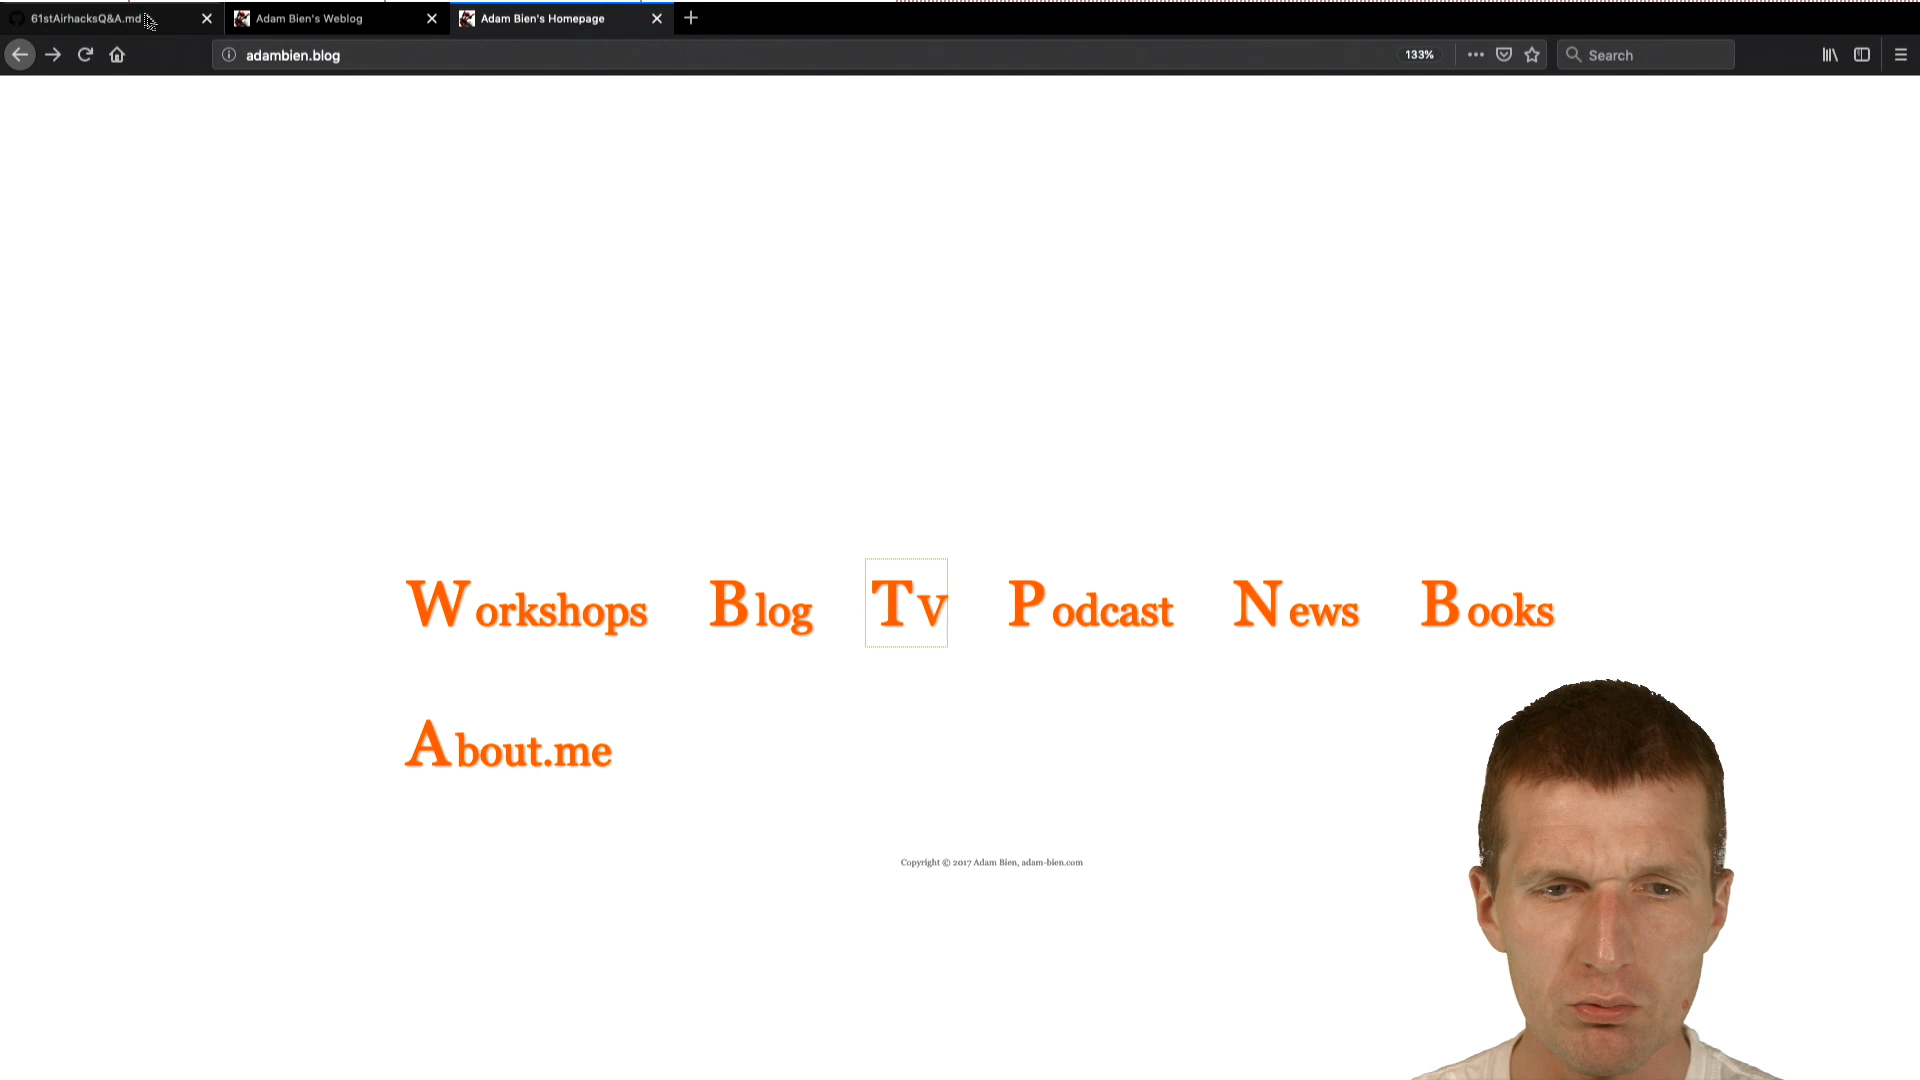 61stAirhacksQ&A.md
Adam Bien's Weblog
Adam Bien's Homepage
adambien.blog
133%
Search
Workshops Blog Tv Podcast News Books
About.me
Copyright © 2017 Adam Bien, adam-bien.com